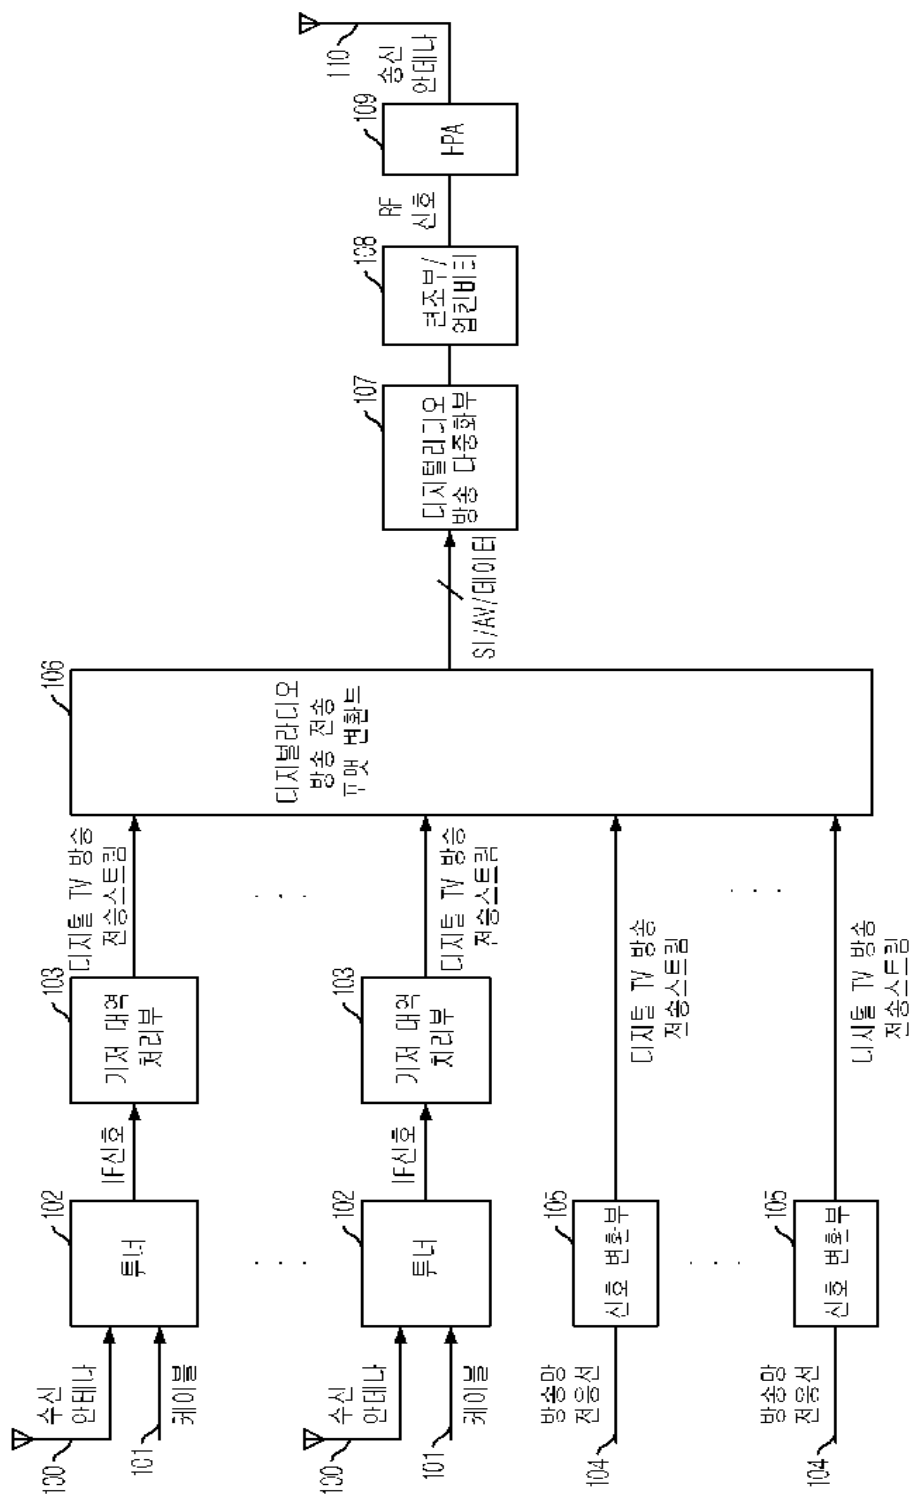 100
수신
안테나
101
케이블
102
튜너
IF신호
103
기저 대역
처리부
디지털 TV 방송
전송스트림
. . .
. . .
100
수신
안테나
101
케이블
102
튜너
IF신호
103
기저 대역
처리부
디지털 TV 방송
전송스트림
104
방송망
전용선
105
신호 변환부
디지털 TV 방송
전송스트림
. . .
. . .
104
방송망
전용선
105
신호 변환부
디지털 TV 방송
전송스트림
106
디지털라디오
방송 전송
포맷 변환부
SI/AV/데이터
107
디지털라디오
방송 다중화부
108
변조부/
업컨버터
RF
신호
109
HPA
송신
안테나
110